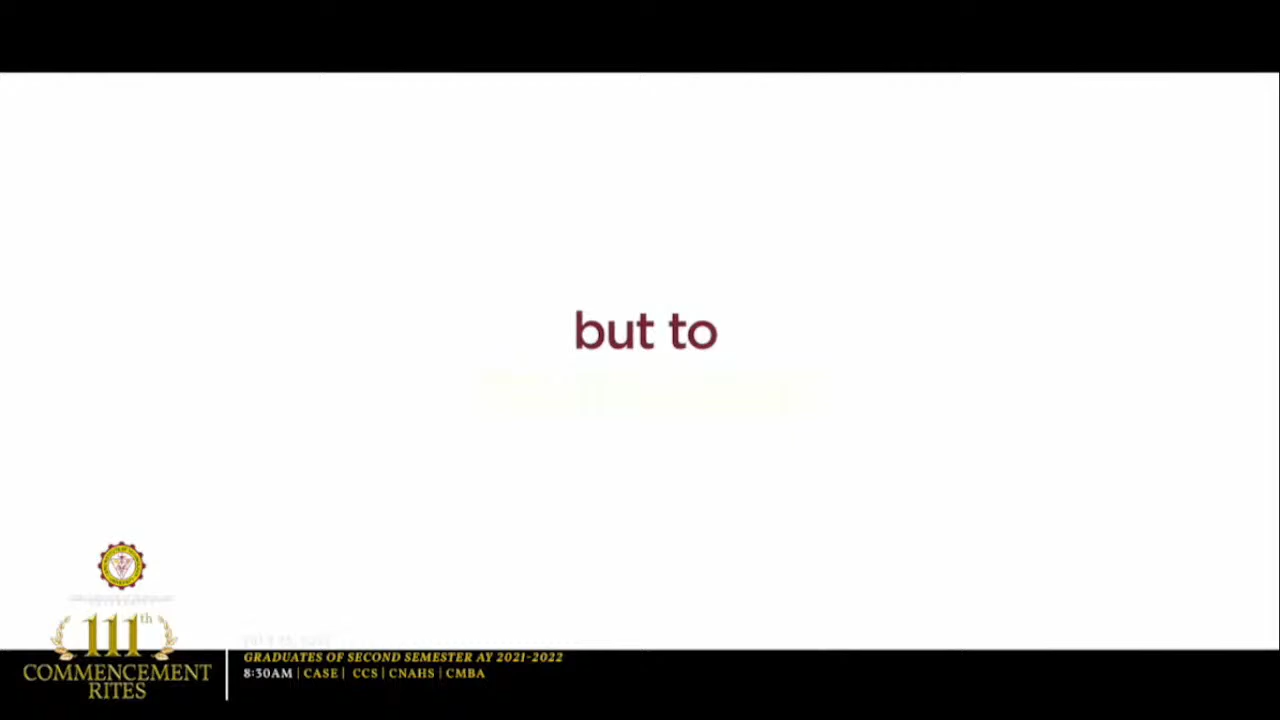 but to
111th
COMMENCEMENT
RITES
GRADUATES OF SECOND SEMESTER AY 2021-2022
8:30AM | CASE | CCS | CNAHS | CMBA